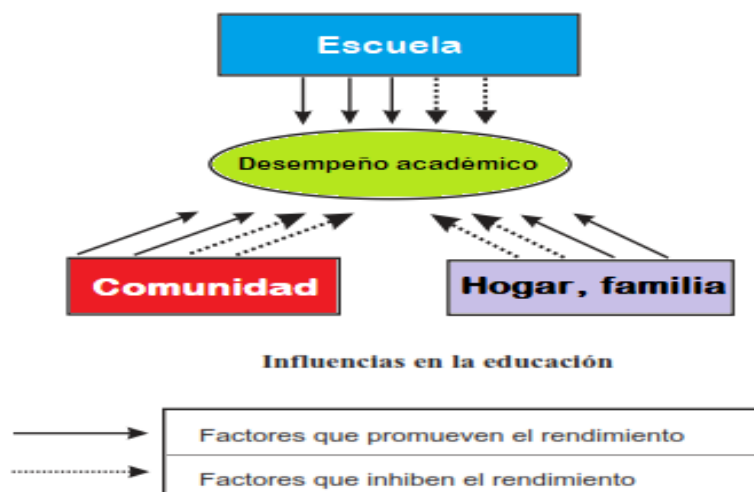 Escuela
Desempeño académico
Comunidad
Hogar, familia
Influencias en la educación
Factores que promueven el rendimiento
Factores que inhiben el rendimiento